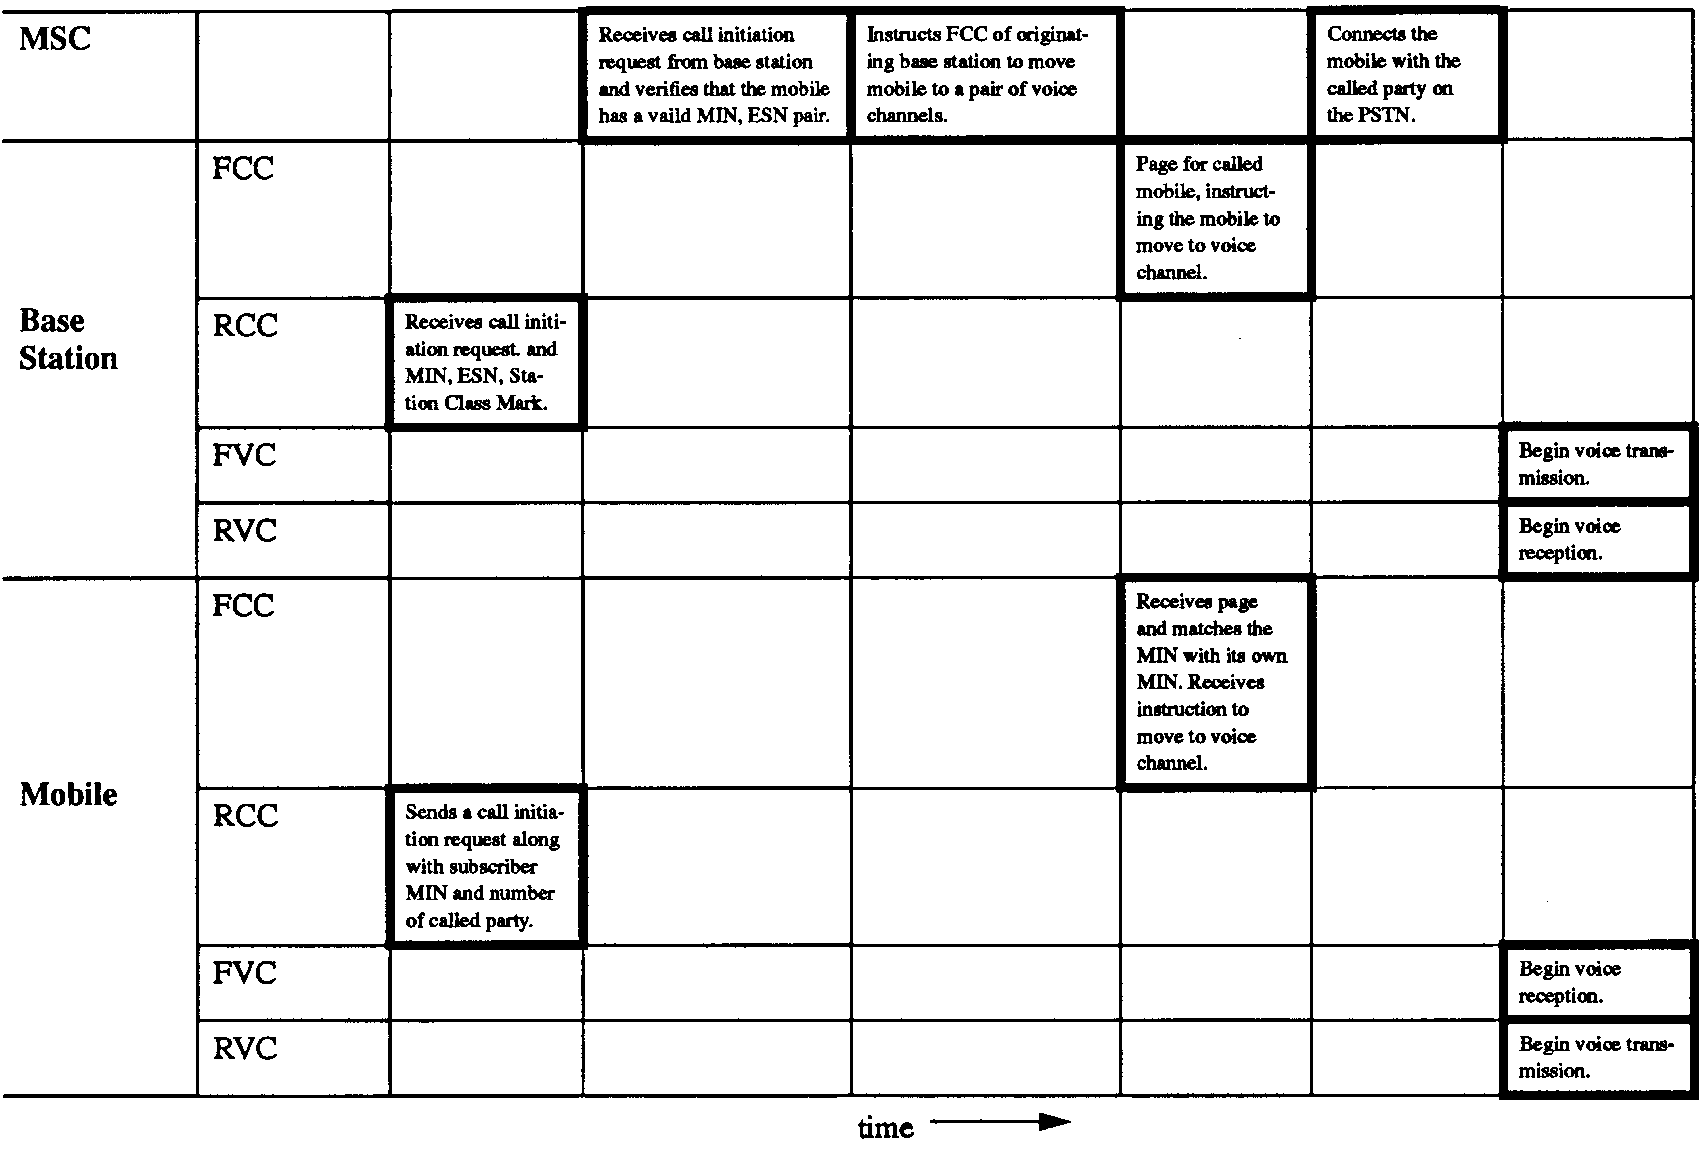 MSC
Receives call initiation
request from base station
and verifies that the mobile
has a vaild MIN, ESN pair.
Instructs FCC of originat-
ing base station to move
mobile to a pair of voice
channels.
Connects the
mobile with the
called party on
the PSTN.
Base
Station
FCC
Page for called
mobile, instruct-
ing the mobile to
move to voice
channel.
RCC
Receives call initi-
ation request. and
MIN, ESN, Sta-
tion Class Mark.
FVC
Begin voice trans-
mission.
RVC
Begin voice
reception.
Mobile
FCC
Receives page
and matches the
MIN with its own
MIN. Receives
instruction to
move to voice
channel.
RCC
Sends a call initia-
tion request along
with subscriber
MIN and number
of called party.
FVC
Begin voice
reception.
RVC
Begin voice trans-
mission.
time